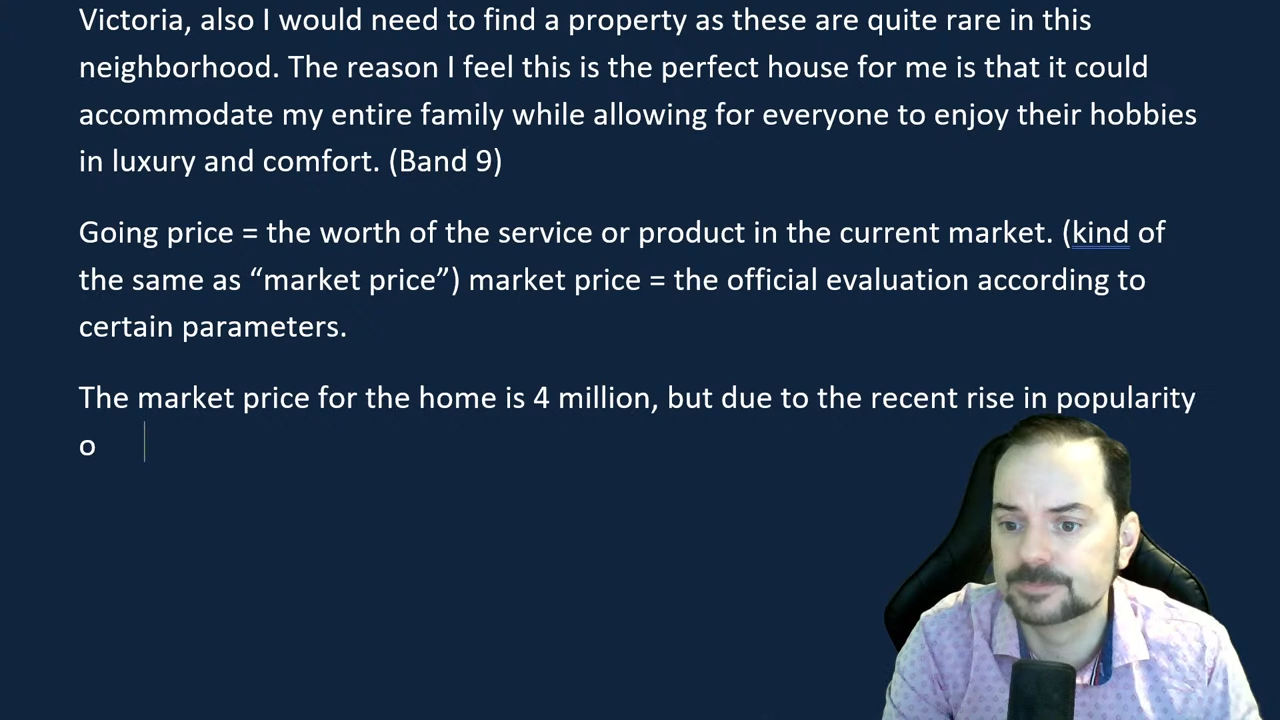 Victoria, also I would need to find a property as these are quite rare in this
neighborhood. The reason I feel this is the perfect house for me is that it could
accommodate my entire family while allowing for everyone to enjoy their hobbies
in luxury and comfort. (Band 9)
Going price = the worth of the service or product in the current market. (kind of
the same as “market price”) market price = the official evaluation according to
certain parameters.
The market price for the home is 4 million, but due to the recent rise in popularity
o